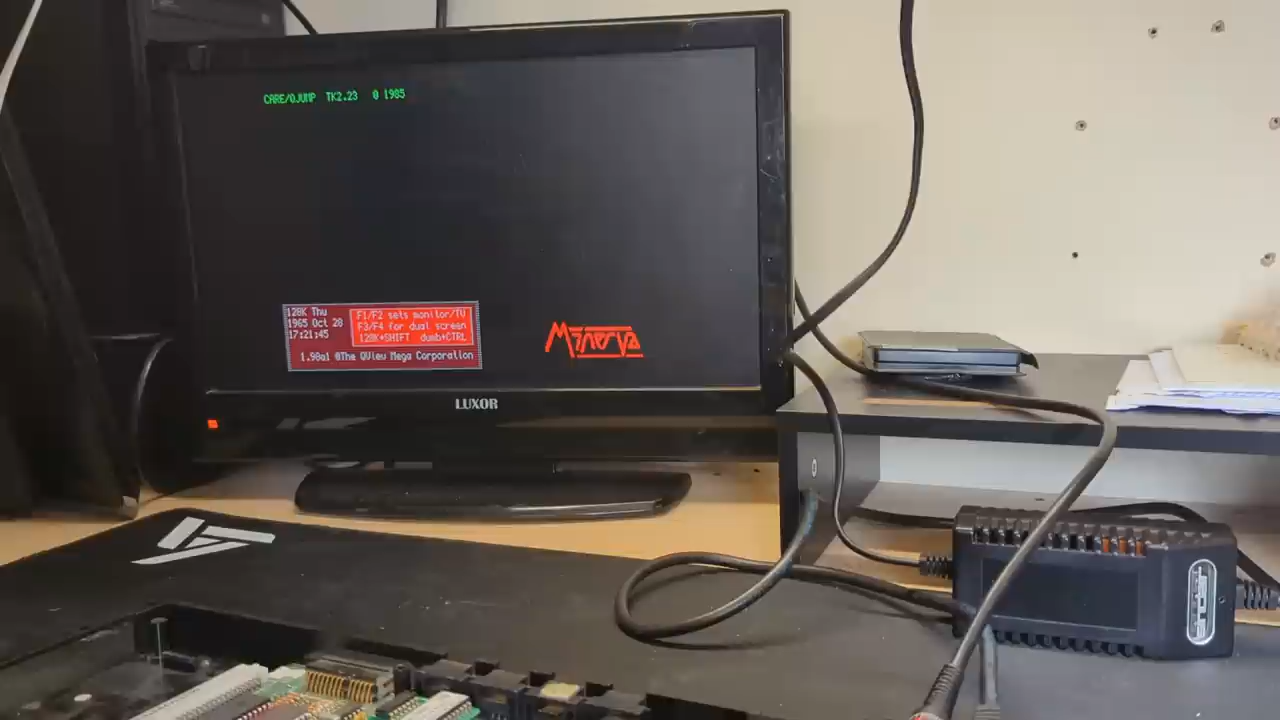 CARE/QJUMP TK2.23 © 1985
128K Thu
1965 Oct 28
17:21:45
F1/F2 sets monitor/TV
F3/F4 for dual screen
128K+SHIFT dumb+CTRL
1.98a1 ©The QView Mega Corporation
Minerva
LUXOR